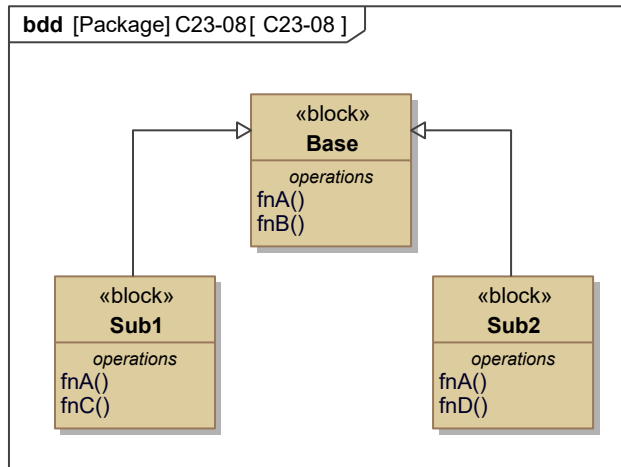 bdd [Package] C23-08 [ C23-08 ]
«block»
Base
operations
fnA()
fnB()
«block»
Sub1
operations
fnA()
fnC()
«block»
Sub2
operations
fnA()
fnD()